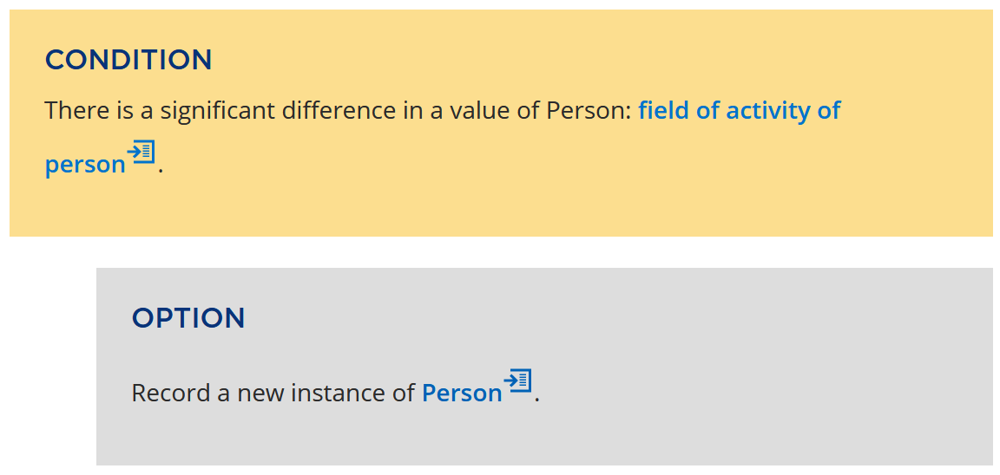 CONDITION
There is a significant difference in a value of Person: field of activity of
person.
OPTION
Record a new instance of Person.